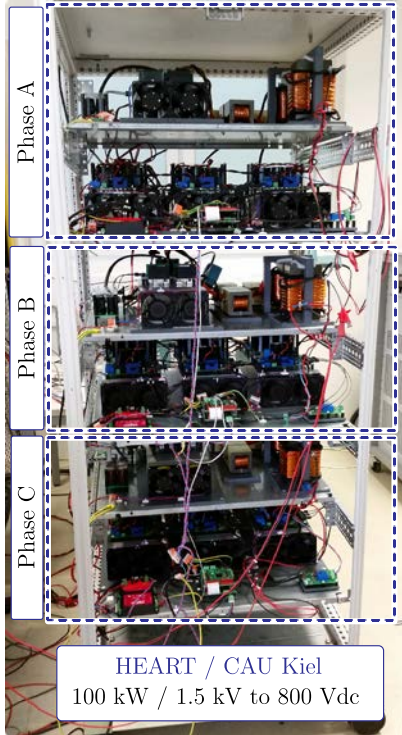 Phase A
Phase B
Phase C
HEART / CAU Kiel
100 kW / 1.5 kV to 800 Vdc